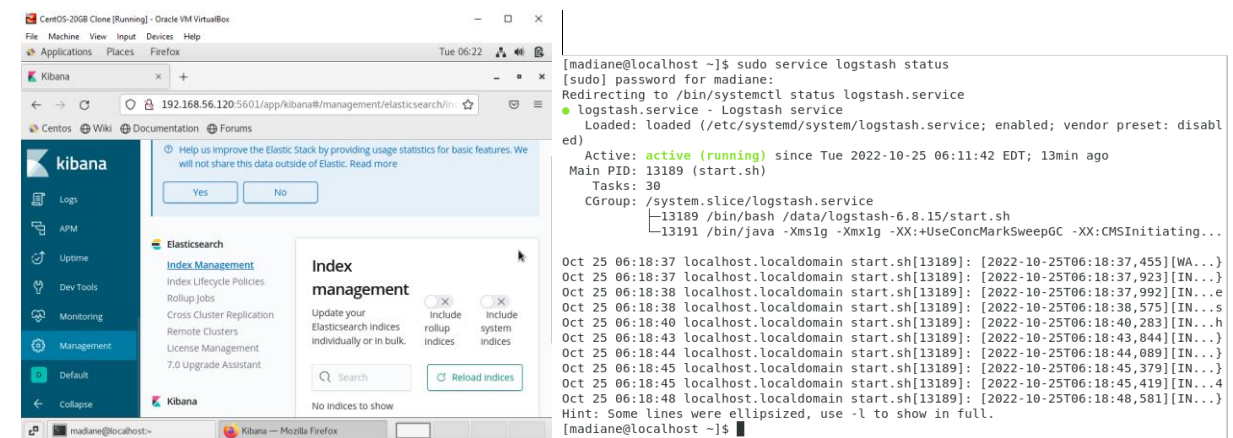 CentOS-20GB Clone [Running] - Oracle VM VirtualBox
File Machine View Input Devices Help
Applications Places Firefox Tue 06:22
Kibana
192.168.56.120:5601/app/kibana#/management/elasticsearch/in
Centos Wiki Documentation Forums
kibana
Logs
APM
Uptime
Dev Tools
Monitoring
Management
D Default
Collapse
Help us improve the Elastic Stack by providing usage statistics for basic features. We
will not share this data outside of Elastic. Read more
Yes No
Elasticsearch
Index Management
Index Lifecycle Policies
Rollup Jobs
Cross Cluster Replication
Remote Clusters
License Management
7.0 Upgrade Assistant
Kibana
Index
management
Update your
Elasticsearch indices
individually or in bulk.
Include
rollup
indices
Include
system
indices
Search
Reload indices
No indices to show
madiane@localhost:~ Kibana — Mozilla Firefox
[madiane@localhost ~]$ sudo service logstash status
[sudo] password for madiane:
Redirecting to /bin/systemctl status logstash.service
● logstash.service - Logstash service
Loaded: loaded (/etc/systemd/system/logstash.service; enabled; vendor preset: disabl
ed)
Active: active (running) since Tue 2022-10-25 06:11:42 EDT; 13min ago
Main PID: 13189 (start.sh)
Tasks: 30
CGroup: /system.slice/logstash.service
├─13189 /bin/bash /data/logstash-6.8.15/start.sh
└─13191 /bin/java -Xms1g -Xmx1g -XX:+UseConcMarkSweepGC -XX:CMSInitiating...
Oct 25 06:18:37 localhost.localdomain start.sh[13189]: [2022-10-25T06:18:37,455][WA...}
Oct 25 06:18:37 localhost.localdomain start.sh[13189]: [2022-10-25T06:18:37,923][IN...}
Oct 25 06:18:38 localhost.localdomain start.sh[13189]: [2022-10-25T06:18:37,992][IN...e
Oct 25 06:18:38 localhost.localdomain start.sh[13189]: [2022-10-25T06:18:38,575][IN...s
Oct 25 06:18:40 localhost.localdomain start.sh[13189]: [2022-10-25T06:18:40,283][IN...h
Oct 25 06:18:43 localhost.localdomain start.sh[13189]: [2022-10-25T06:18:43,844][IN...}
Oct 25 06:18:44 localhost.localdomain start.sh[13189]: [2022-10-25T06:18:44,089][IN...}
Oct 25 06:18:45 localhost.localdomain start.sh[13189]: [2022-10-25T06:18:45,379][IN...}
Oct 25 06:18:45 localhost.localdomain start.sh[13189]: [2022-10-25T06:18:45,419][IN...4
Oct 25 06:18:48 localhost.localdomain start.sh[13189]: [2022-10-25T06:18:48,581][IN...}
Hint: Some lines were ellipsized, use -l to show in full.
[madiane@localhost ~]$